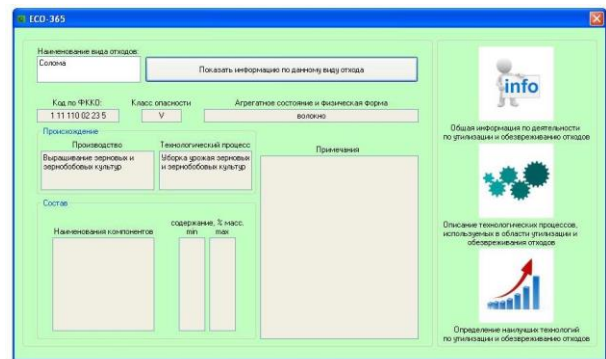 ECO-365
Наименование вида отходов:
Солома
Показать информацию по данному виду отхода
Код по ФККО:
Класс опасности
Агрегатное состояние и физическая форма
1 11 110 02 23 5
V
волокно
Происхождение
Производство
Технологический процесс
Выращивание зерновых и
зернобобовых культур
Уборка урожая зерновых
и зернобобовых культур
Примечания
Состав
Наименования компонентов
содержание, % масс.
min
max
info
Общая информация по деятельности
по утилизации и обезвреживанию отходов
Описание технологических процессов,
используемых в области утилизации и
обезвреживания отходов
Определение наилучших технологий
по утилизации и обезвреживанию отходов